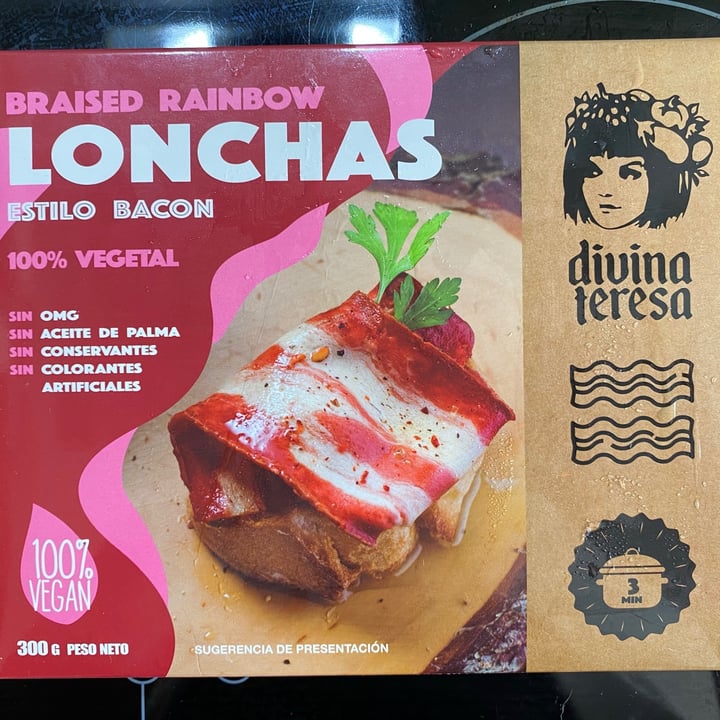 BRAISED RAINBOW
LONCHAS
ESTILO BACON
100% VEGETAL
SIN OMG
SIN ACEITE DE PALMA
SIN CONSERVANTES
SIN COLORANTES
ARTIFICIALES
100%
VEGAN
300 G PESO NETO
SUGERENCIA DE PRESENTACIÓN
divina
teresa
3
MIN